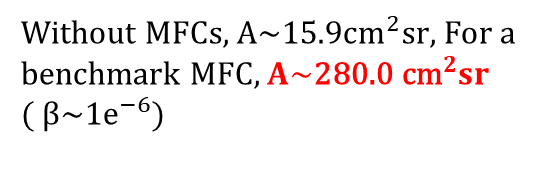 Without MFCs, A~15.9cm²sr, For a
benchmark MFC, A~280.0 cm²sr
( β~1e⁻⁶)